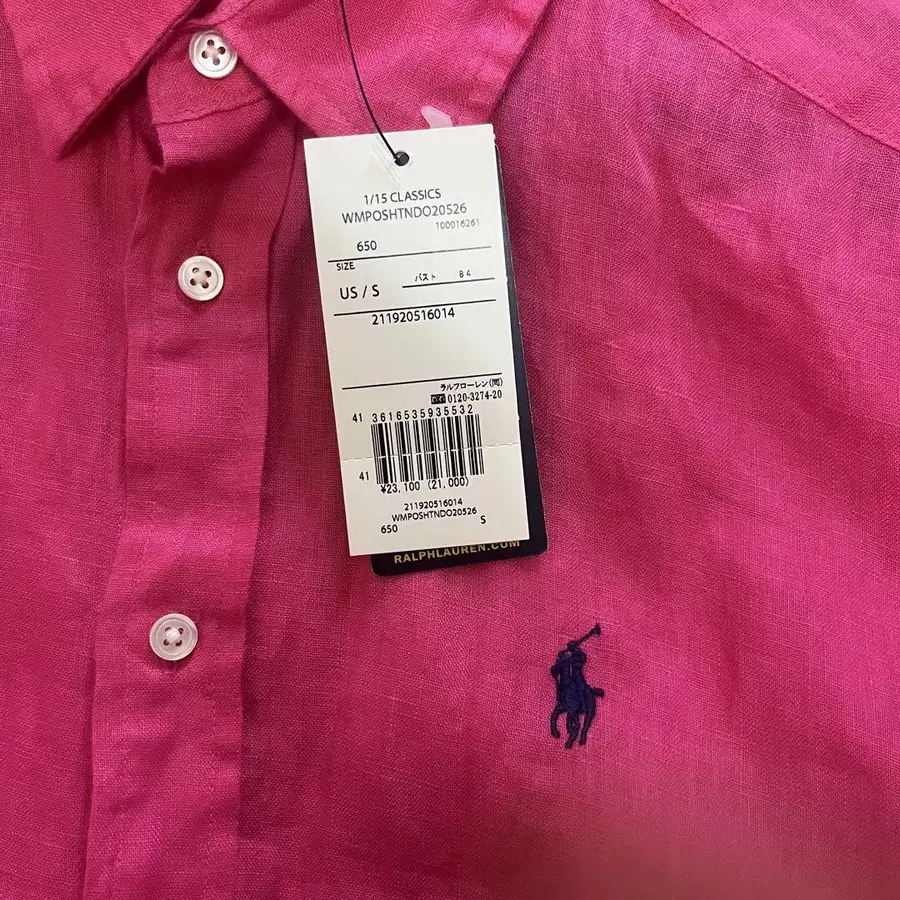 1/15 CLASSICS
WMPOSHTNDO20526
100016261
650
SIZE
US / S
バスト 84
211920516014
ラルフローレン(問)
0120-3274-20
41 3616535935532
41
¥23,100 (21,000)
211920516014
WMPOSHTNDO20526
650 S
RALPHLAUREN.COM